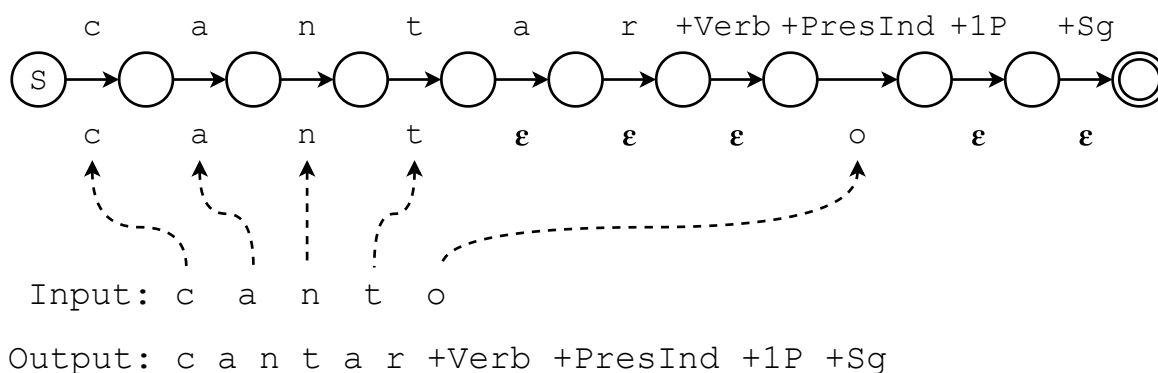 c a n t a r +Verb +PresInd +1P +Sg
S
c a n t ε ε ε o ε ε
Input: c a n t o
Output: c a n t a r +Verb +PresInd +1P +Sg